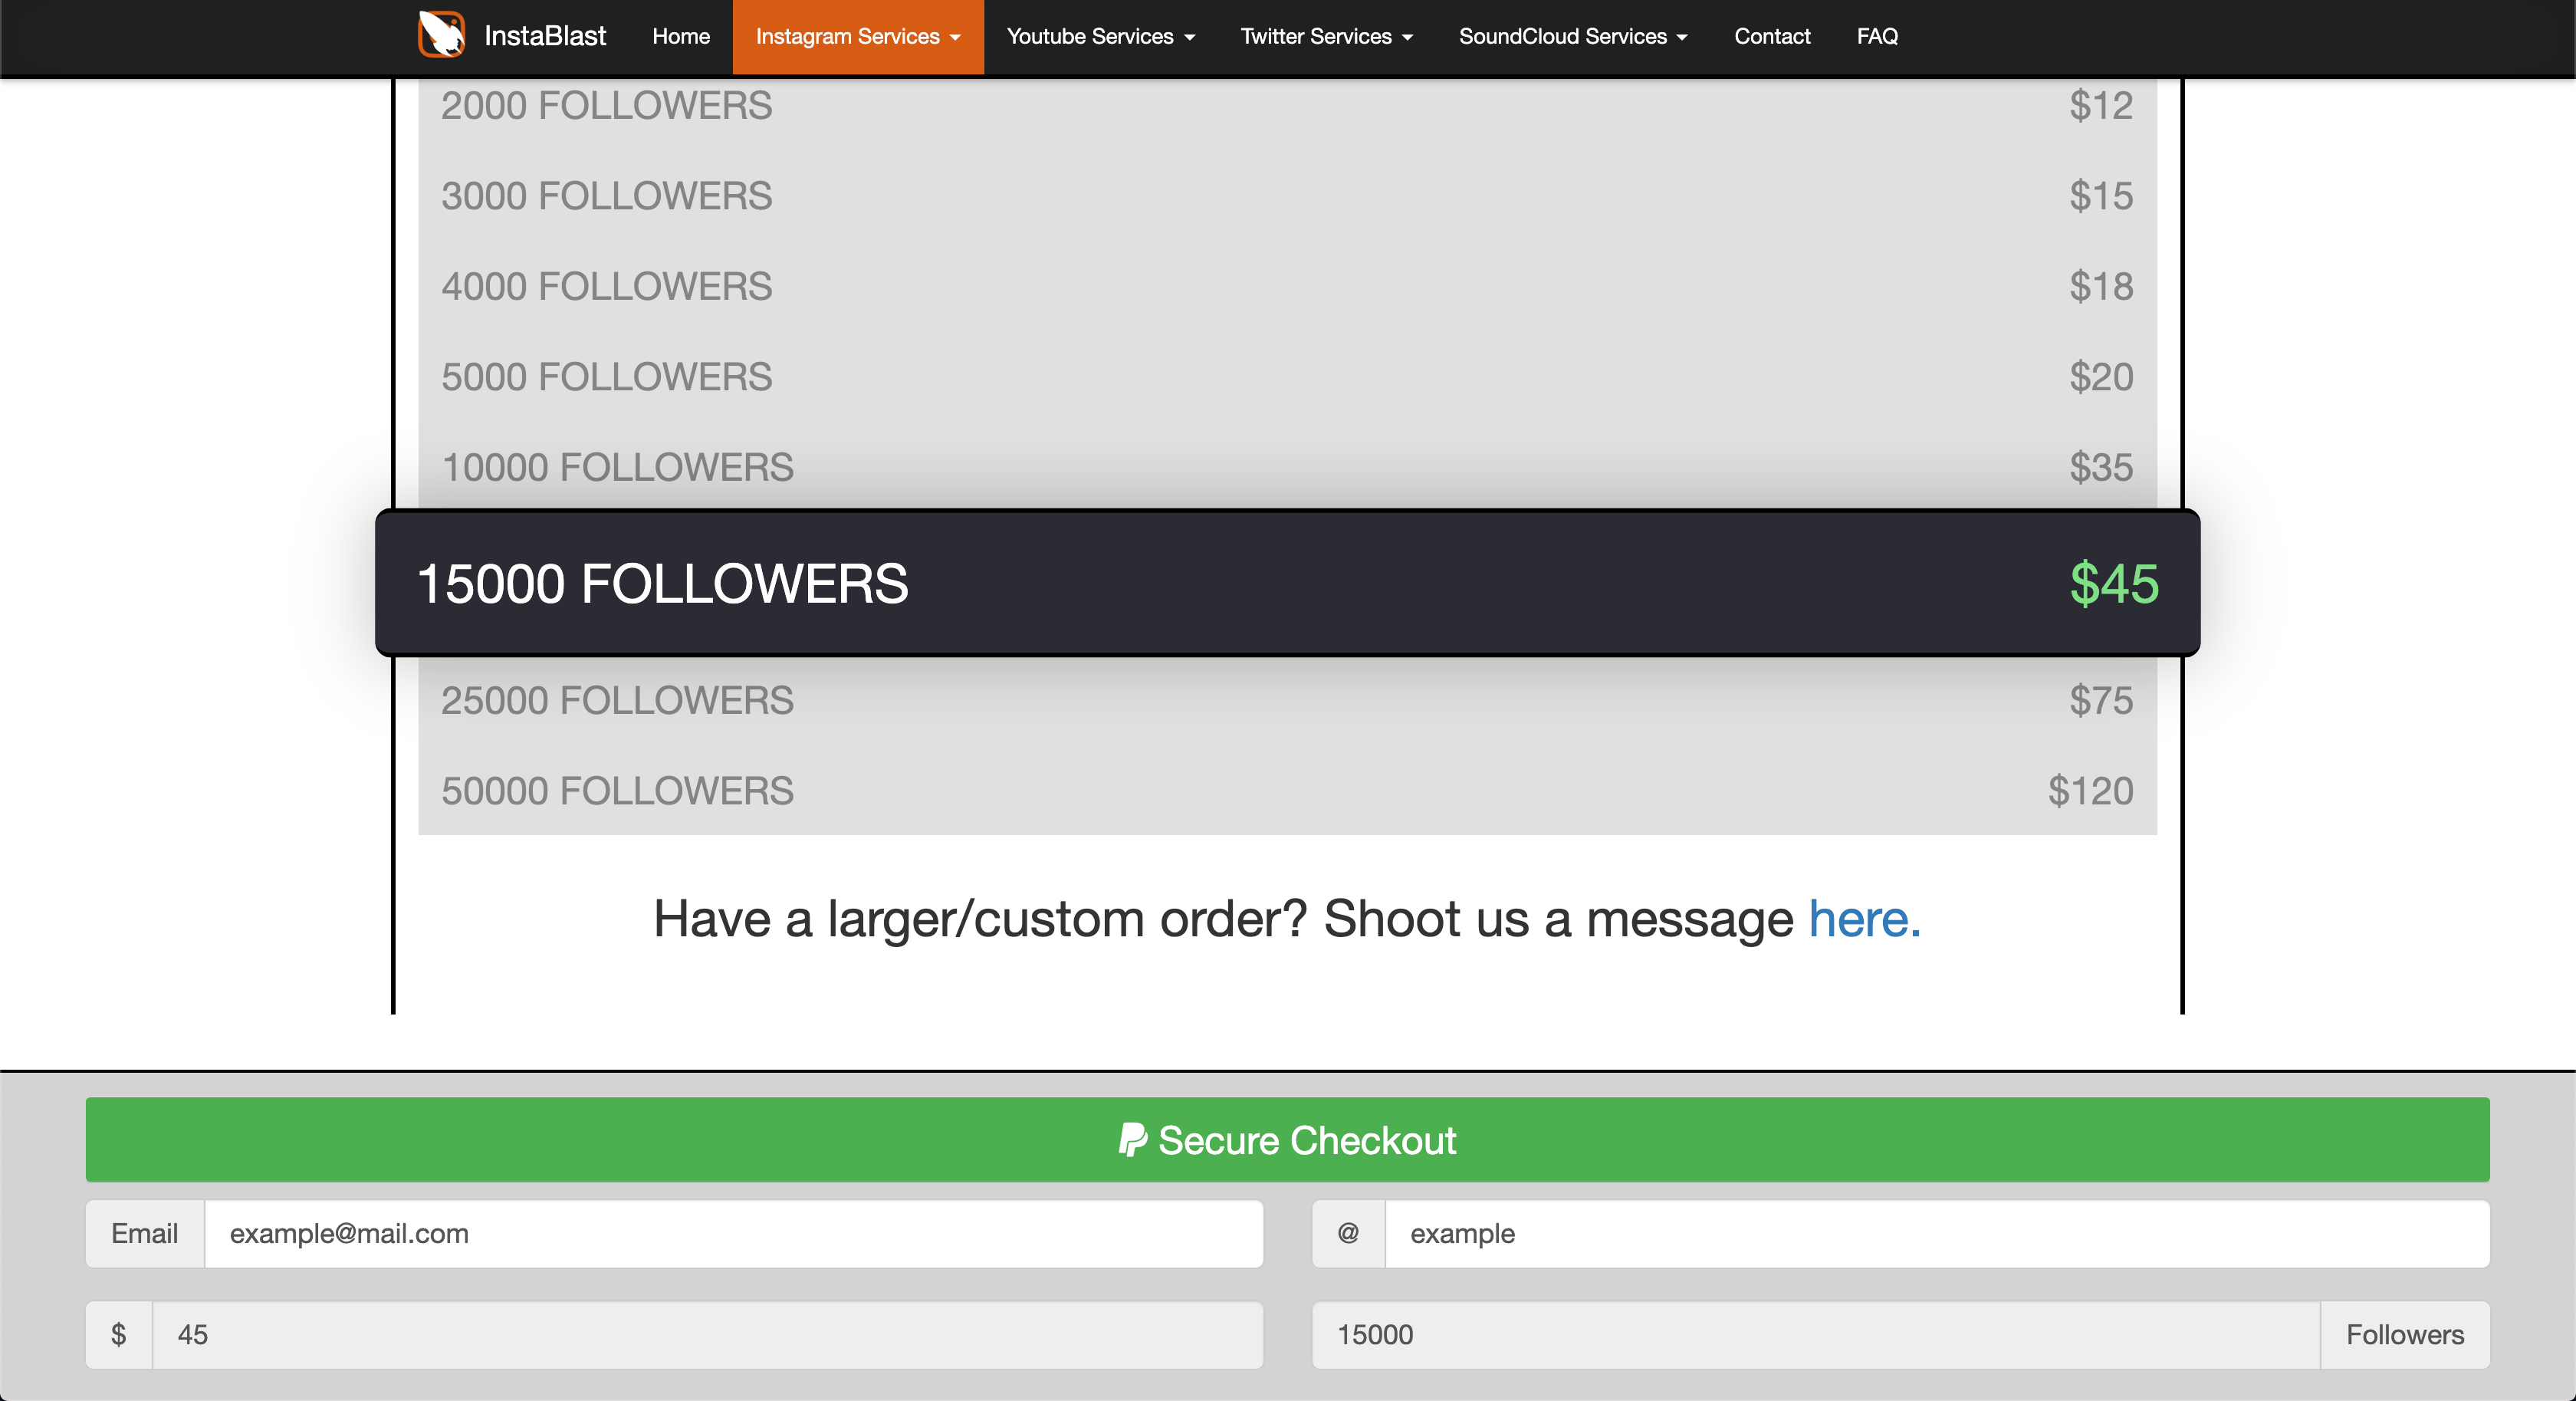 InstaBlast Home Instagram Services Youtube Services Twitter Services SoundCloud Services Contact FAQ
2000 FOLLOWERS $12
3000 FOLLOWERS $15
4000 FOLLOWERS $18
5000 FOLLOWERS $20
10000 FOLLOWERS $35
15000 FOLLOWERS $45
25000 FOLLOWERS $75
50000 FOLLOWERS $120
Have a larger/custom order? Shoot us a message here.
Secure Checkout
Email example@mail.com @ example
$ 45 15000 Followers